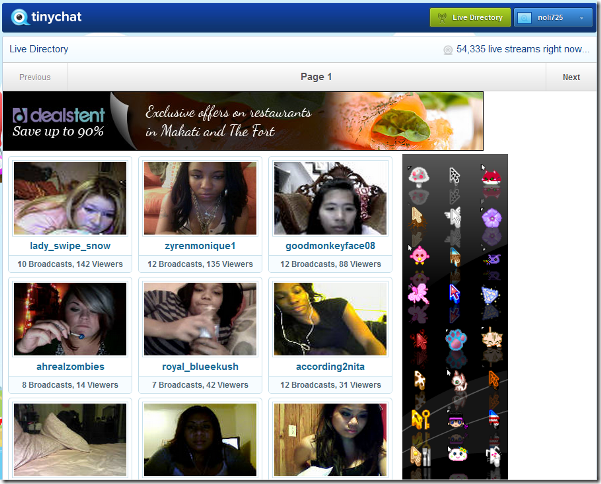 tinychat
Live Directory
noli725
Live Directory
54,335 live streams right now...
Previous
Page 1
Next
dealstent
Save up to 90%
Exclusive offers on restaurants
in Makati and The Fort
lady_swipe_snow
zyrenmonique1
goodmonkeyface08
10 Broadcasts, 142 Viewers
12 Broadcasts, 135 Viewers
12 Broadcasts, 88 Viewers
ahrealzombies
royal_blueekush
according2nita
8 Broadcasts, 14 Viewers
7 Broadcasts, 42 Viewers
12 Broadcasts, 31 Viewers